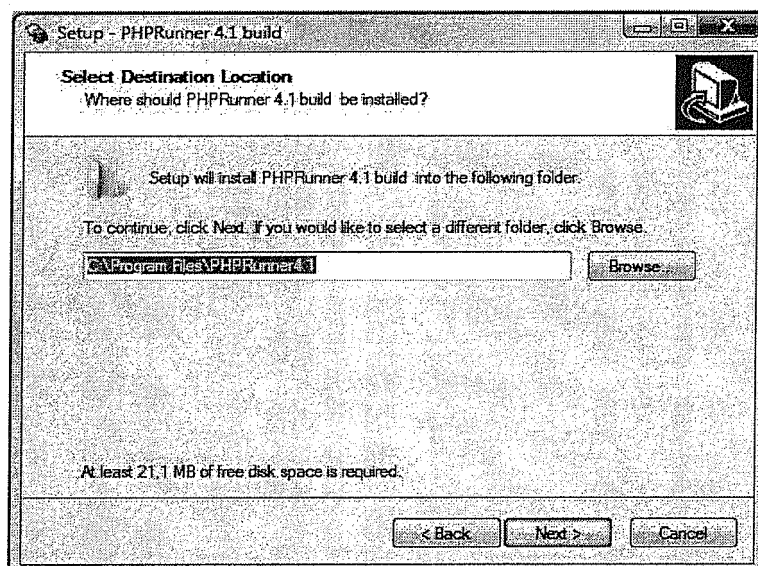 Setup - PHPRunner 4.1 build
Select Destination Location
Where should PHPRunner 4.1 build be installed?
Setup will install PHPRunner 4.1 build into the following folder.
To continue, click Next. If you would like to select a different folder, click Browse.
C:\Program Files\PHPRunner4.1
Browse...
At least 21,1 MB of free disk space is required.
< Back
Next >
Cancel